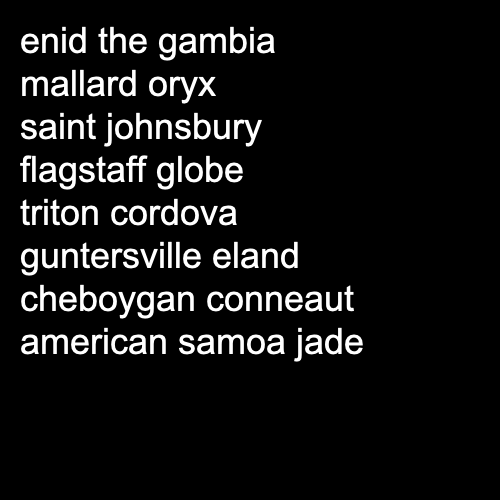 enid the gambia
mallard oryx
saint johnsbury
flagstaff globe
triton cordova
guntersville eland
cheboygan conneaut
american samoa jade